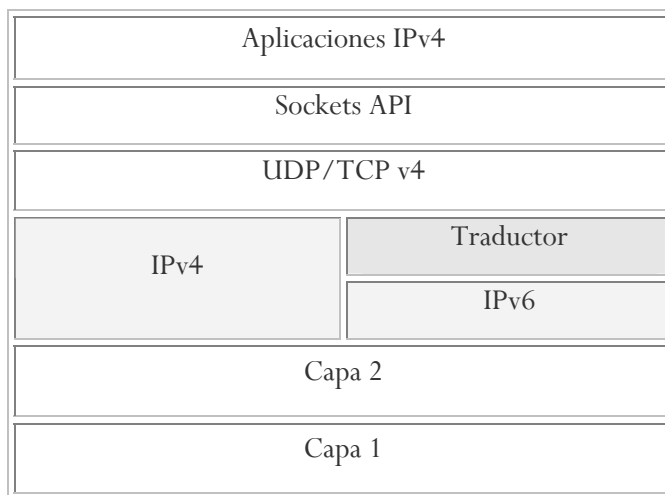 Aplicaciones IPv4
Sockets API
UDP/TCP v4
IPv4
Traductor
IPv6
Capa 2
Capa 1